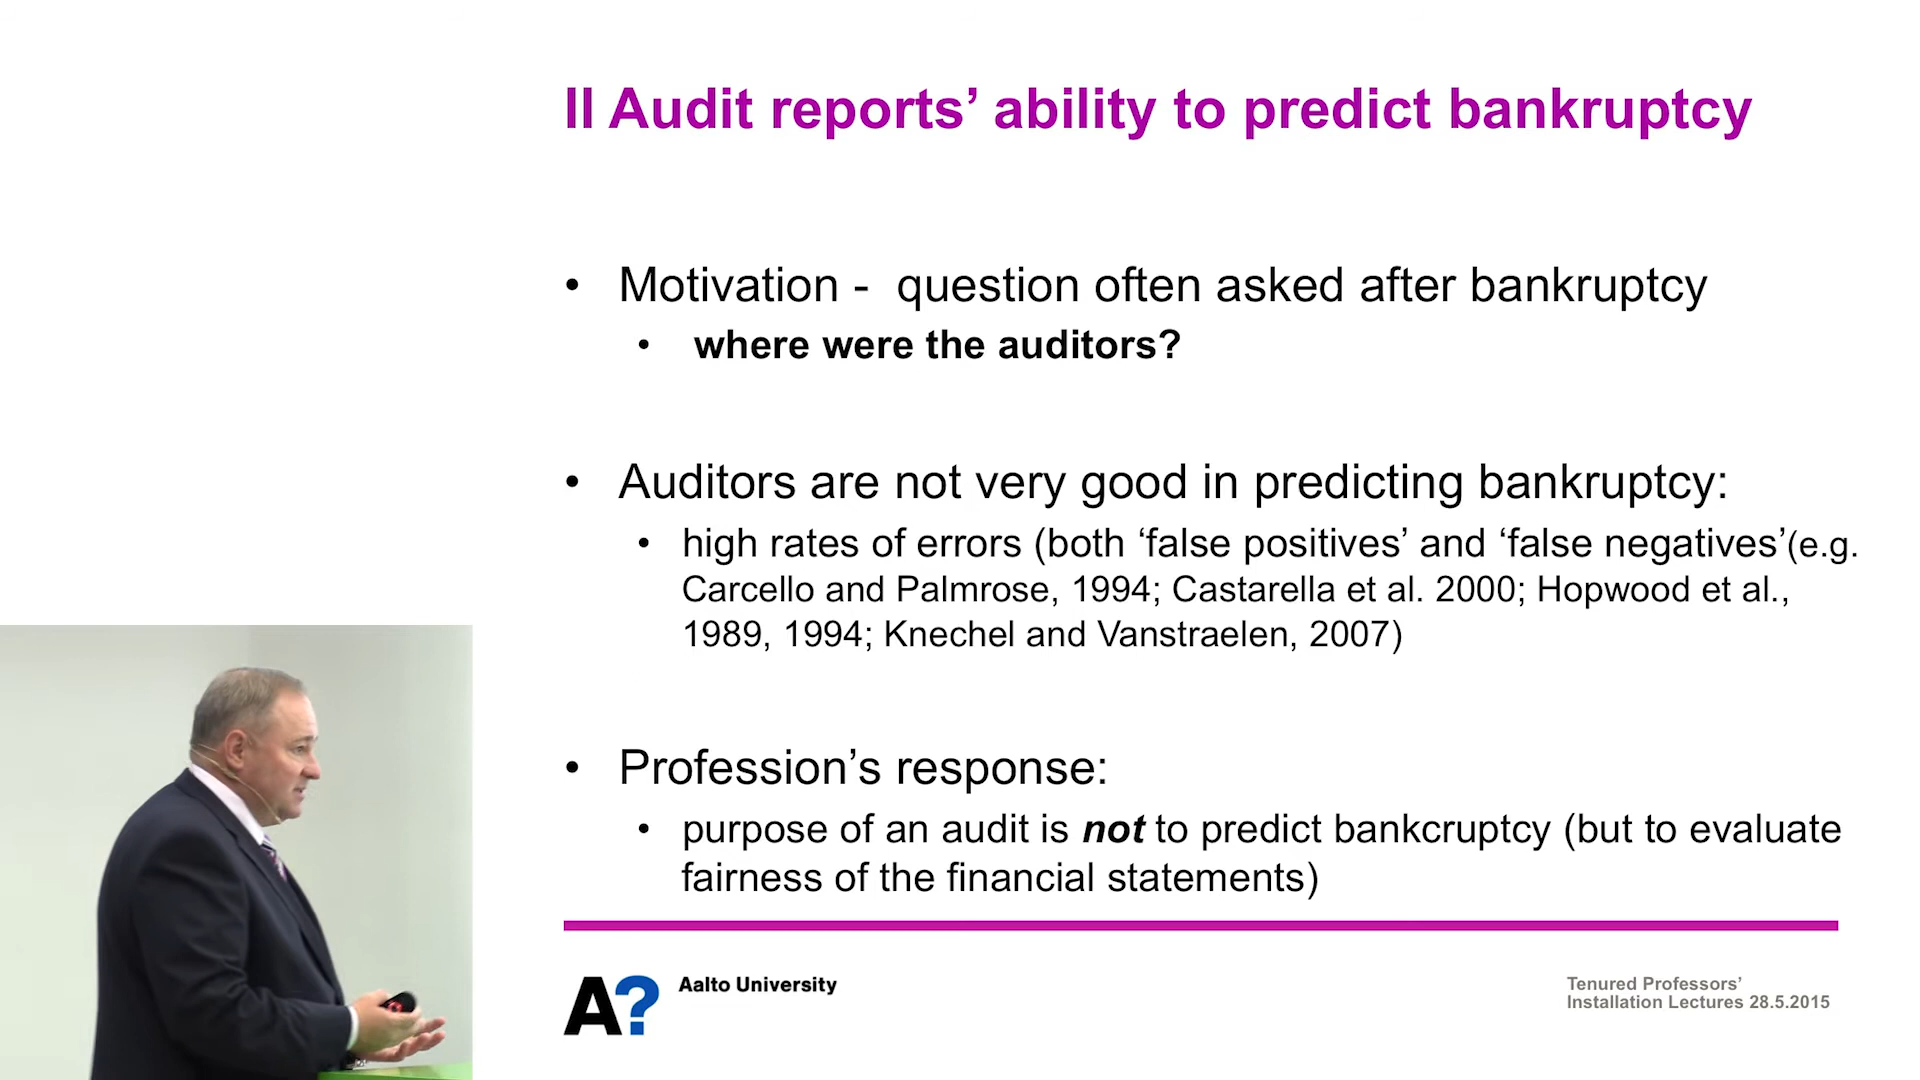 II Audit reports’ ability to predict bankruptcy
• Motivation - question often asked after bankruptcy
• where were the auditors?
• Auditors are not very good in predicting bankruptcy:
• high rates of errors (both ‘false positives’ and ‘false negatives’(e.g.
Carcello and Palmrose, 1994; Castarella et al. 2000; Hopwood et al.,
1989, 1994; Knechel and Vanstraelen, 2007)
• Profession’s response:
• purpose of an audit is not to predict bankcruptcy (but to evaluate
fairness of the financial statements)
A?
Aalto University
Tenured Professors’
Installation Lectures 28.5.2015